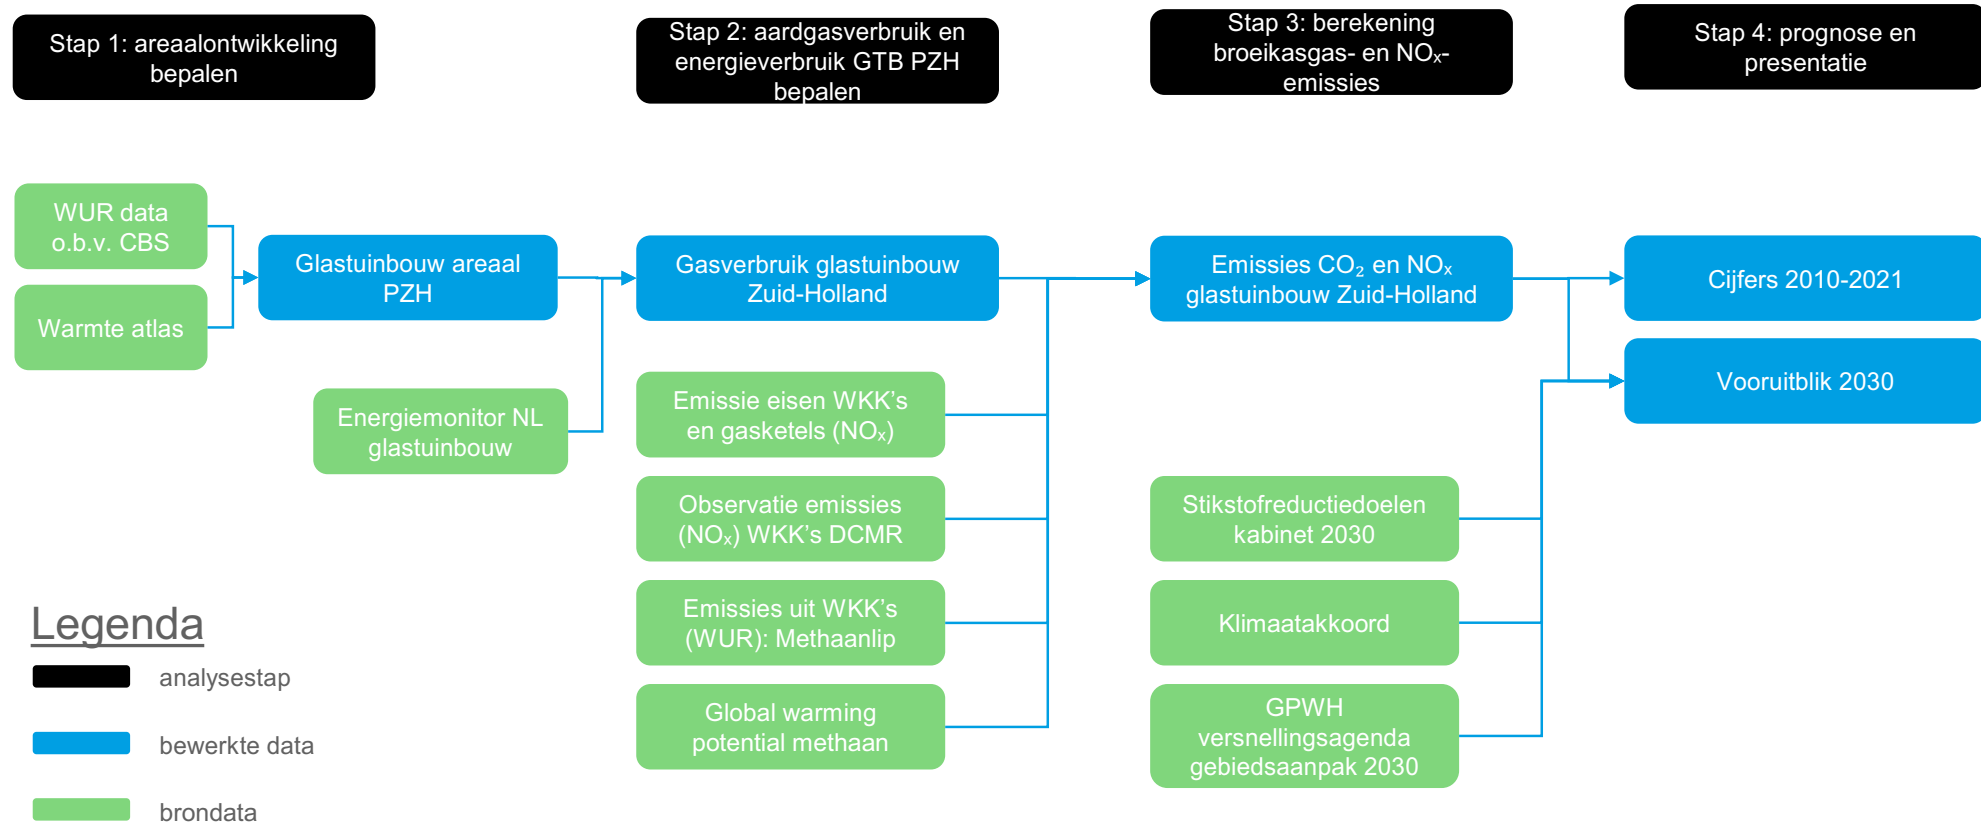 Stap 1: areaalontwikkeling
bepalen
Stap 2: aardgasverbruik en
energieverbruik GTB PZH
bepalen
Stap 3: berekening
broeikasgas- en NOₓ-
emissies
Stap 4: prognose en
presentatie
WUR data
o.b.v. CBS
Warmte atlas
Glastuinbouw areaal
PZH
Energiemonitor NL
glastuinbouw
Gasverbruik glastuinbouw
Zuid-Holland
Emissie eisen WKK’s
en gasketels (NOₓ)
Observatie emissies
(NOₓ) WKK’s DCMR
Emissies uit WKK’s
(WUR): Methaanlip
Global warming
potential methaan
Emissies CO₂ en NOₓ
glastuinbouw Zuid-Holland
Stikstofreductiedoelen
kabinet 2030
Klimaatakkoord
GPWH
versnellingsagenda
gebiedsaanpak 2030
Cijfers 2010-2021
Vooruitblik 2030
Legenda
analysestap
bewerkte data
brondata